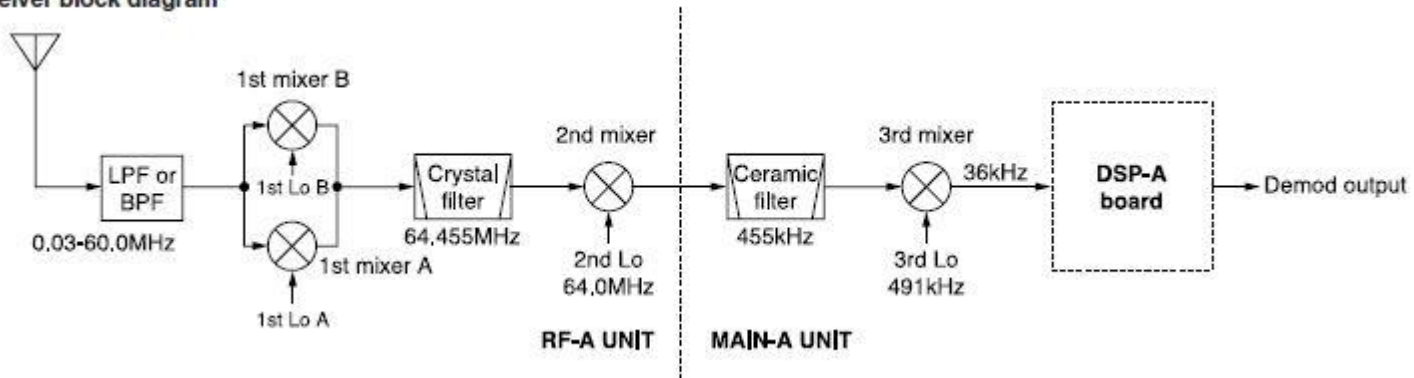 block diagram
1st mixer B
1st Lo B
LPF or
BPF
0.03-60.0MHz
1st mixer A
1st Lo A
Crystal
filter
64.455MHz
2nd mixer
2nd Lo
64.0MHz
RF-A UNIT
MAIN-A UNIT
Ceramic
filter
455kHz
3rd mixer
36kHz
3rd Lo
491kHz
DSP-A
board
Demod output